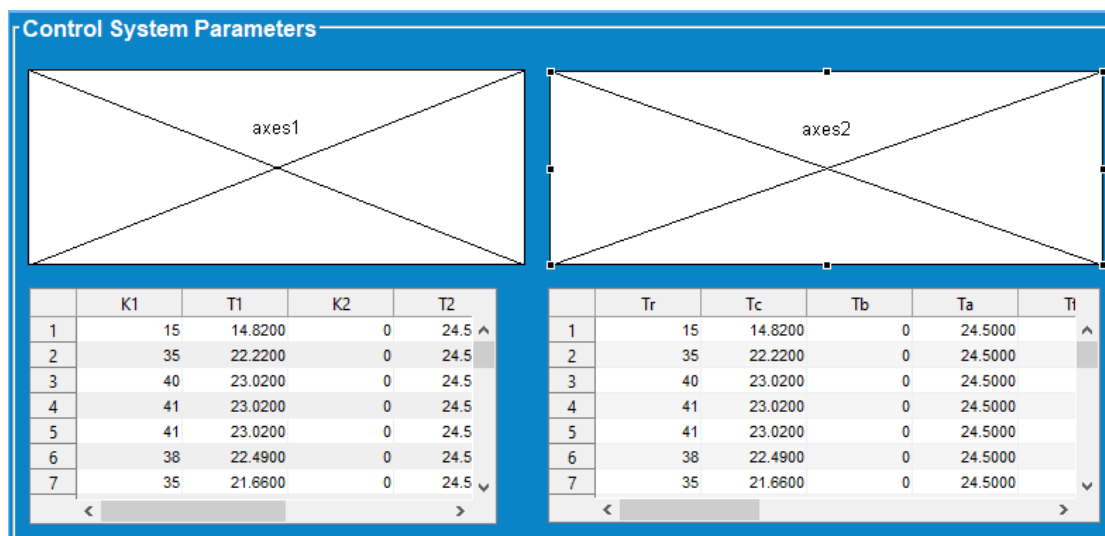 Control System Parameters
axes1
axes2
K1 T1 K2 T2
1 15 14.8200 0 24.5
2 35 22.2200 0 24.5
3 40 23.0200 0 24.5
4 41 23.0200 0 24.5
5 41 23.0200 0 24.5
6 38 22.4900 0 24.5
7 35 21.6600 0 24.5
Tr Tc Tb Ta
1 15 14.8200 0 24.5000
2 35 22.2200 0 24.5000
3 40 23.0200 0 24.5000
4 41 23.0200 0 24.5000
5 41 23.0200 0 24.5000
6 38 22.4900 0 24.5000
7 35 21.6600 0 24.5000